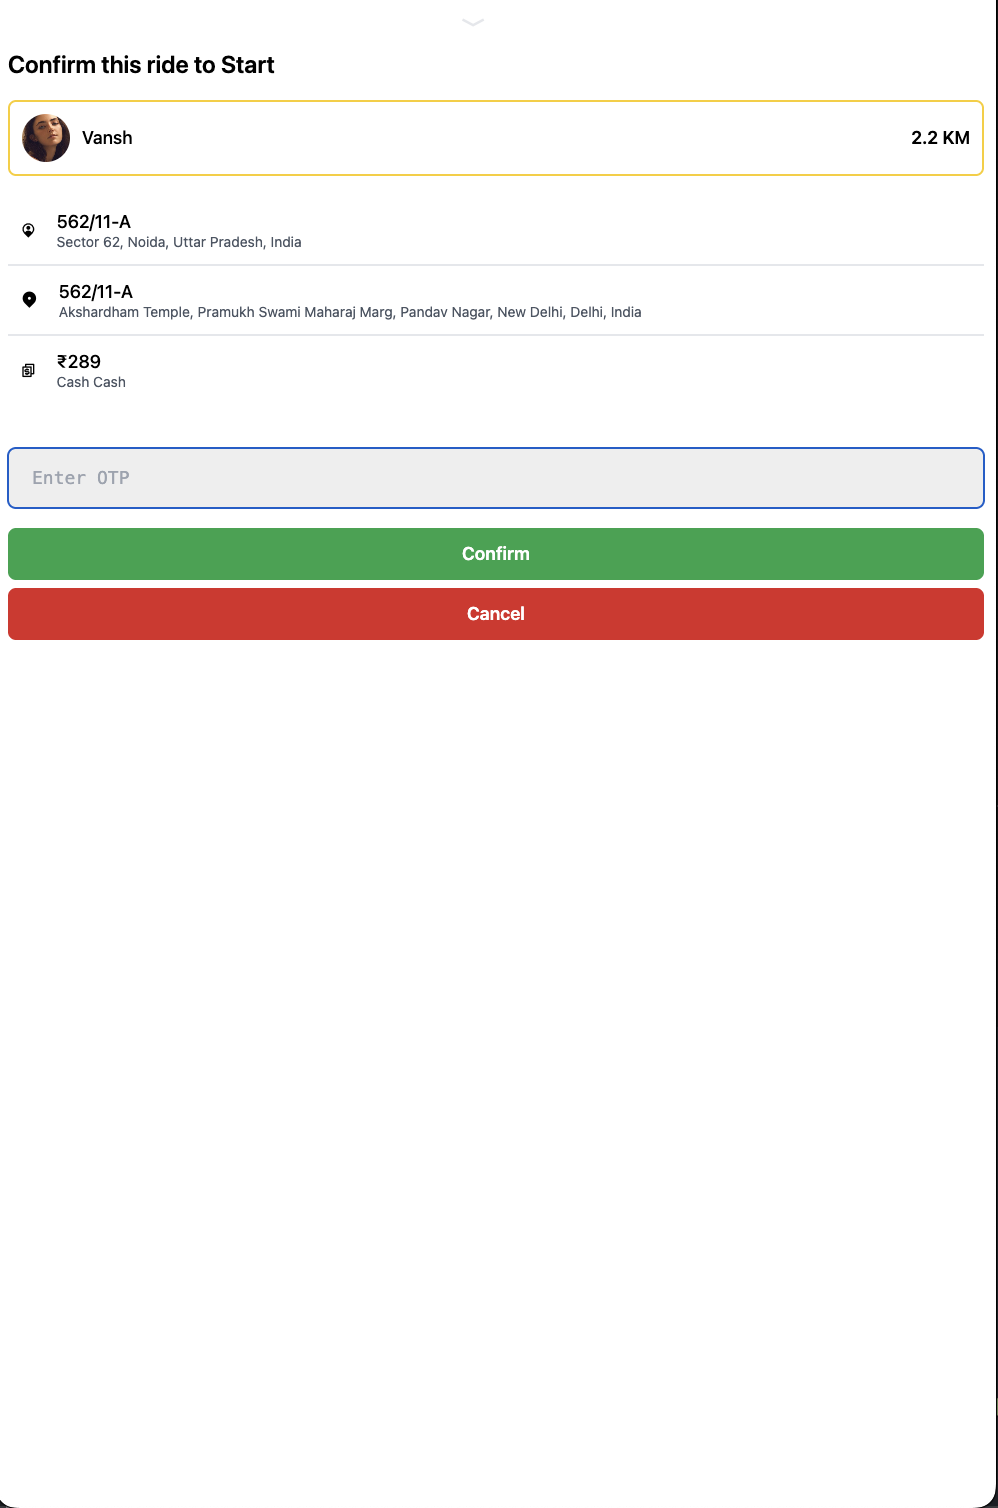 Confirm this ride to Start
Vansh
2.2 KM
562/11-A
Sector 62, Noida, Uttar Pradesh, India
562/11-A
Akshardham Temple, Pramukh Swami Maharaj Marg, Pandav Nagar, New Delhi, Delhi, India
₹289
Cash Cash
Enter OTP
Confirm
Cancel